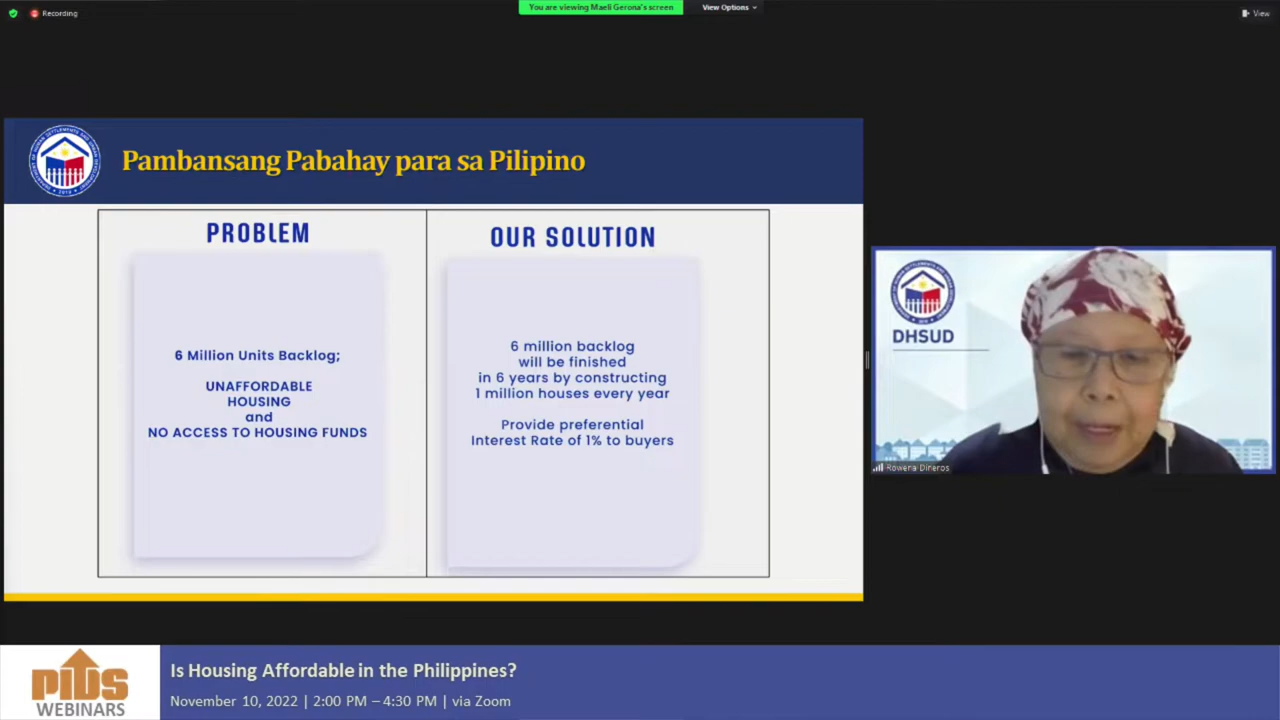 Recording
You are viewing Maeli Gerona's screen
View Options
View
Pambansang Pabahay para sa Pilipino
PROBLEM
6 Million Units Backlog;
UNAFFORDABLE
HOUSING
and
NO ACCESS TO HOUSING FUNDS
OUR SOLUTION
6 million backlog
will be finished
in 6 years by constructing
1 million houses every year
Provide preferential
Interest Rate of 1% to buyers
DHSUD
Rowena Dineros
PIDS
WEBINARS
Is Housing Affordable in the Philippines?
November 10, 2022 | 2:00 PM – 4:30 PM | via Zoom